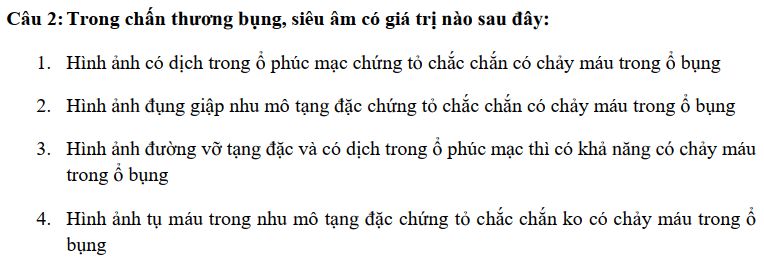 Câu 2: Trong chấn thương bụng, siêu âm có giá trị nào sau đây:
1. Hình ảnh có dịch trong ổ phúc mạc chứng tỏ chắc chắn có chảy máu trong ổ bụng
2. Hình ảnh đụng giập nhu mô tạng đặc chứng tỏ chắc chắn có chảy máu trong ổ bụng
3. Hình ảnh đường vỡ tạng đặc và có dịch trong ổ phúc mạc thì có khả năng có chảy máu
trong ổ bụng
4. Hình ảnh tụ máu trong nhu mô tạng đặc chứng tỏ chắc chắn ko có chảy máu trong ổ
bụng